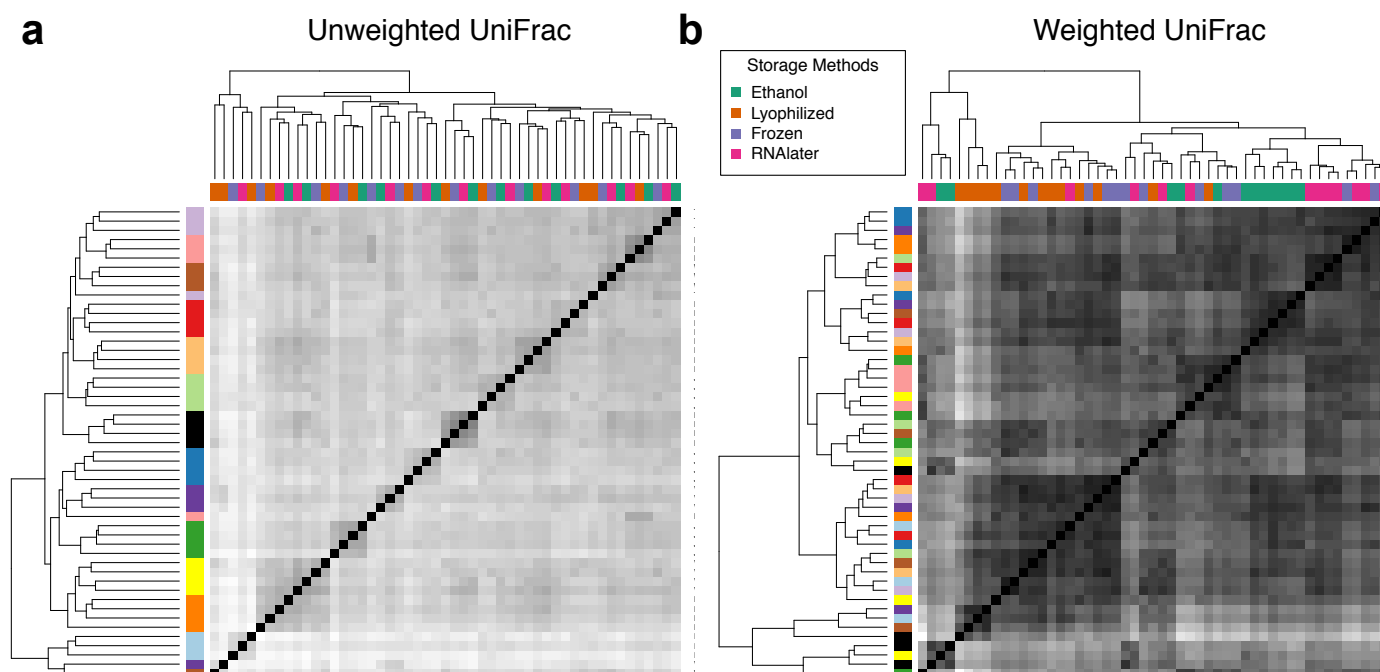 a
Unweighted UniFrac
b
Weighted UniFrac
Storage Methods
Ethanol
Lyophilized
Frozen
RNAlater